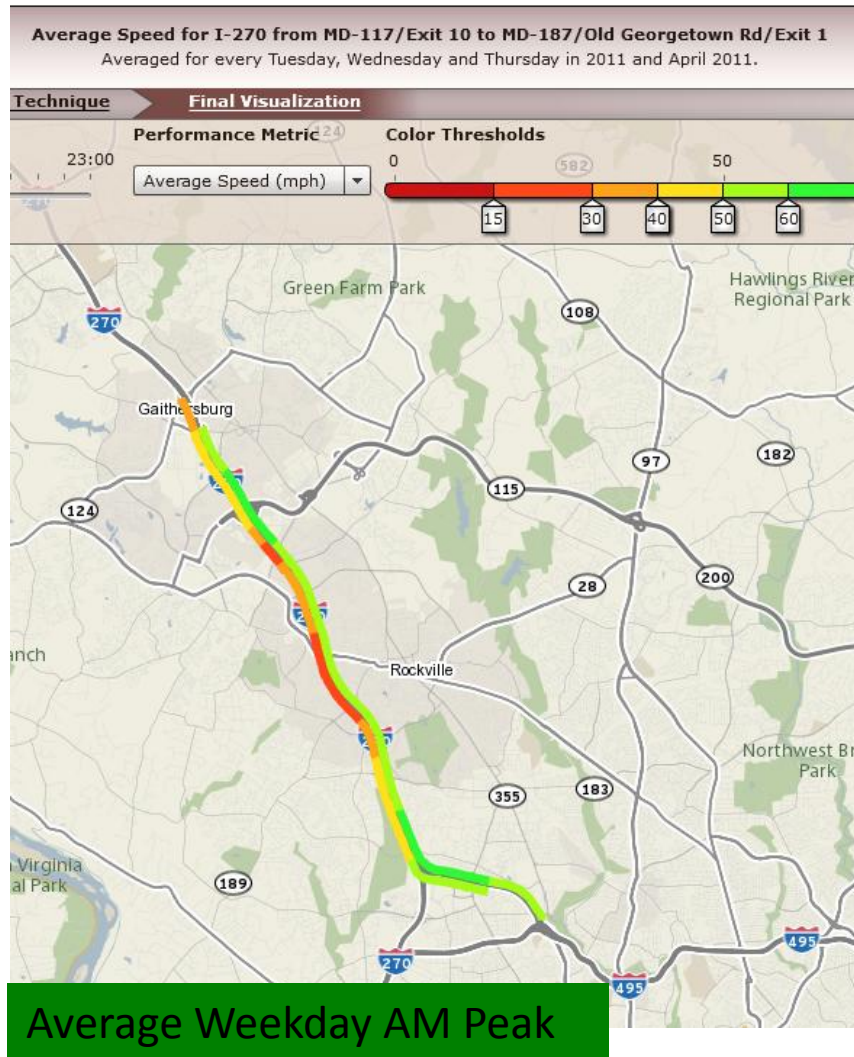 Average Speed for I-270 from MD-117/Exit 10 to MD-187/Old Georgetown Rd/Exit 1
Averaged for every Tuesday, Wednesday and Thursday in 2011 and April 2011.
Technique
Final Visualization
Performance Metric
Color Thresholds
124
23:00
0
582
50
Average Speed (mph)
15
30
40
50
60
Green Farm Park
Hawlings River
Regional Park
270
108
Gaithersburg
97
182
115
124
200
28
anch
Rockville
Northwest Br
Park
355
183
Virginia
al Park
189
495
270
495
Average Weekday AM Peak